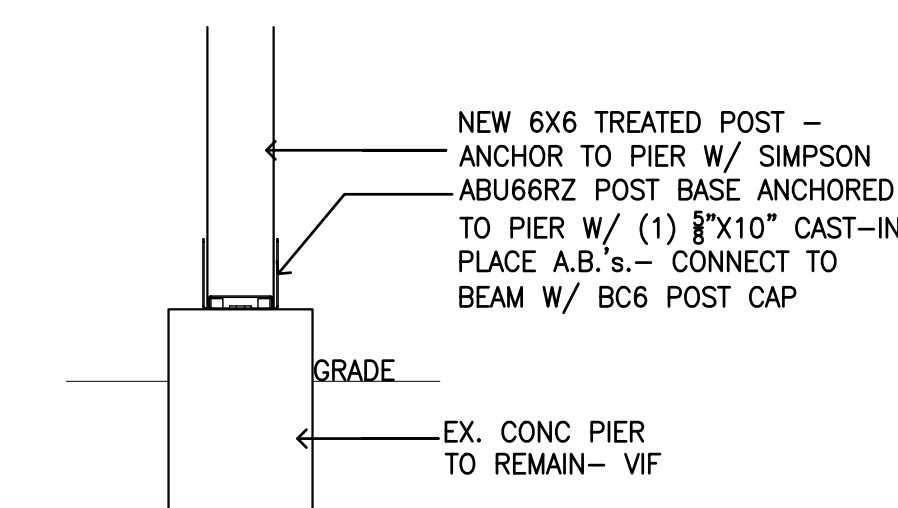 NEW 6X6 TREATED POST –
ANCHOR TO PIER W/ SIMPSON
ABU66RZ POST BASE ANCHORED
TO PIER W/ (1) 5/8"X10" CAST–IN
PLACE A.B.'s.– CONNECT TO
BEAM W/ BC6 POST CAP
GRADE
EX. CONC PIER
TO REMAIN– VIF